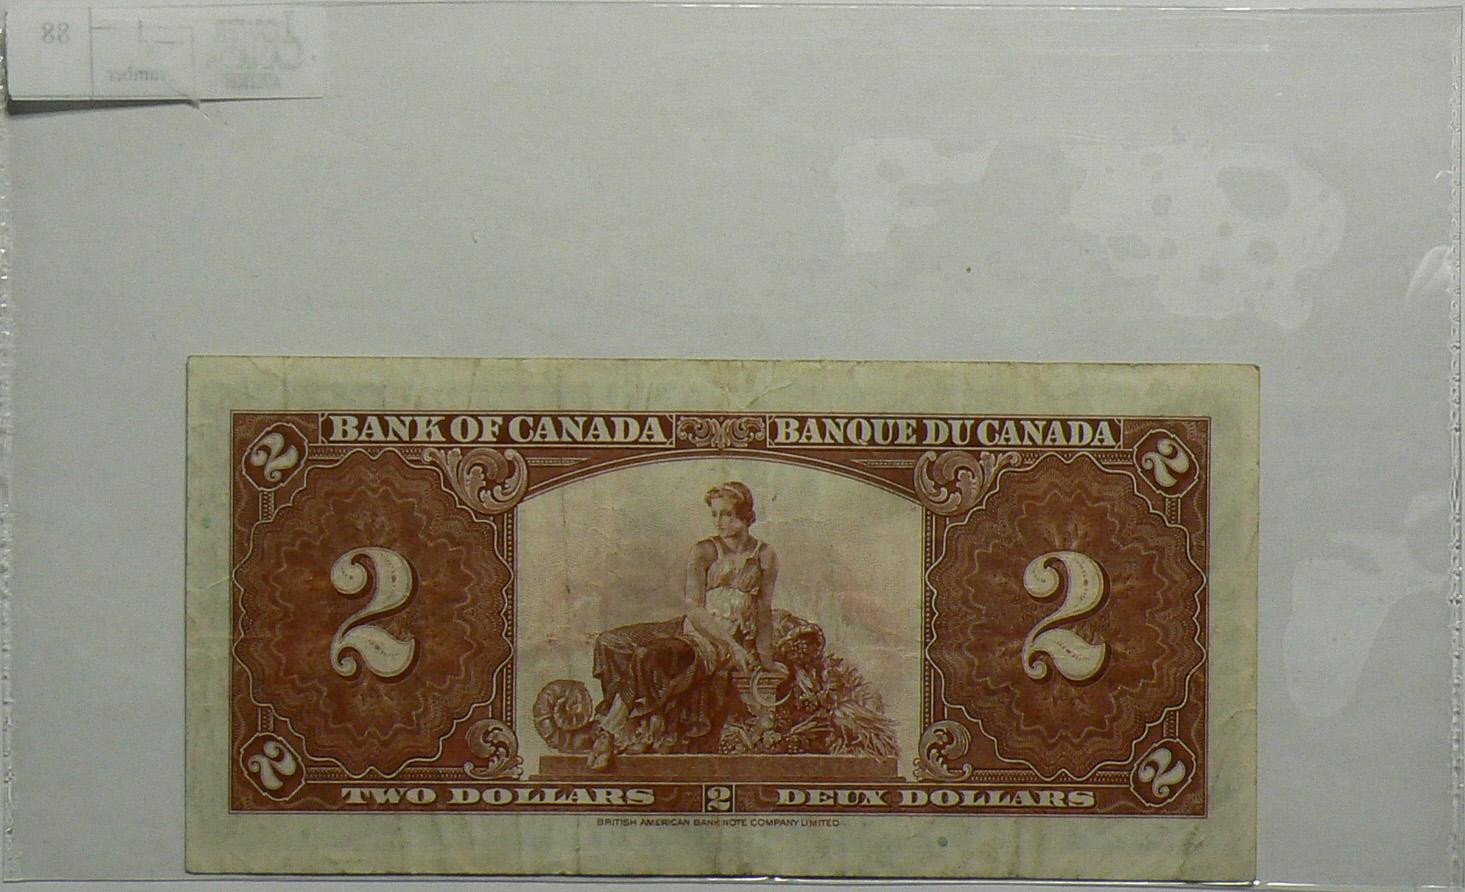 88
BANK OF CANADA BANQUE DU CANADA
2 2
2 2
2 2
TWO DOLLARS 2 DEUX DOLLARS
BRITISH AMERICAN BANK NOTE COMPANY LIMITED